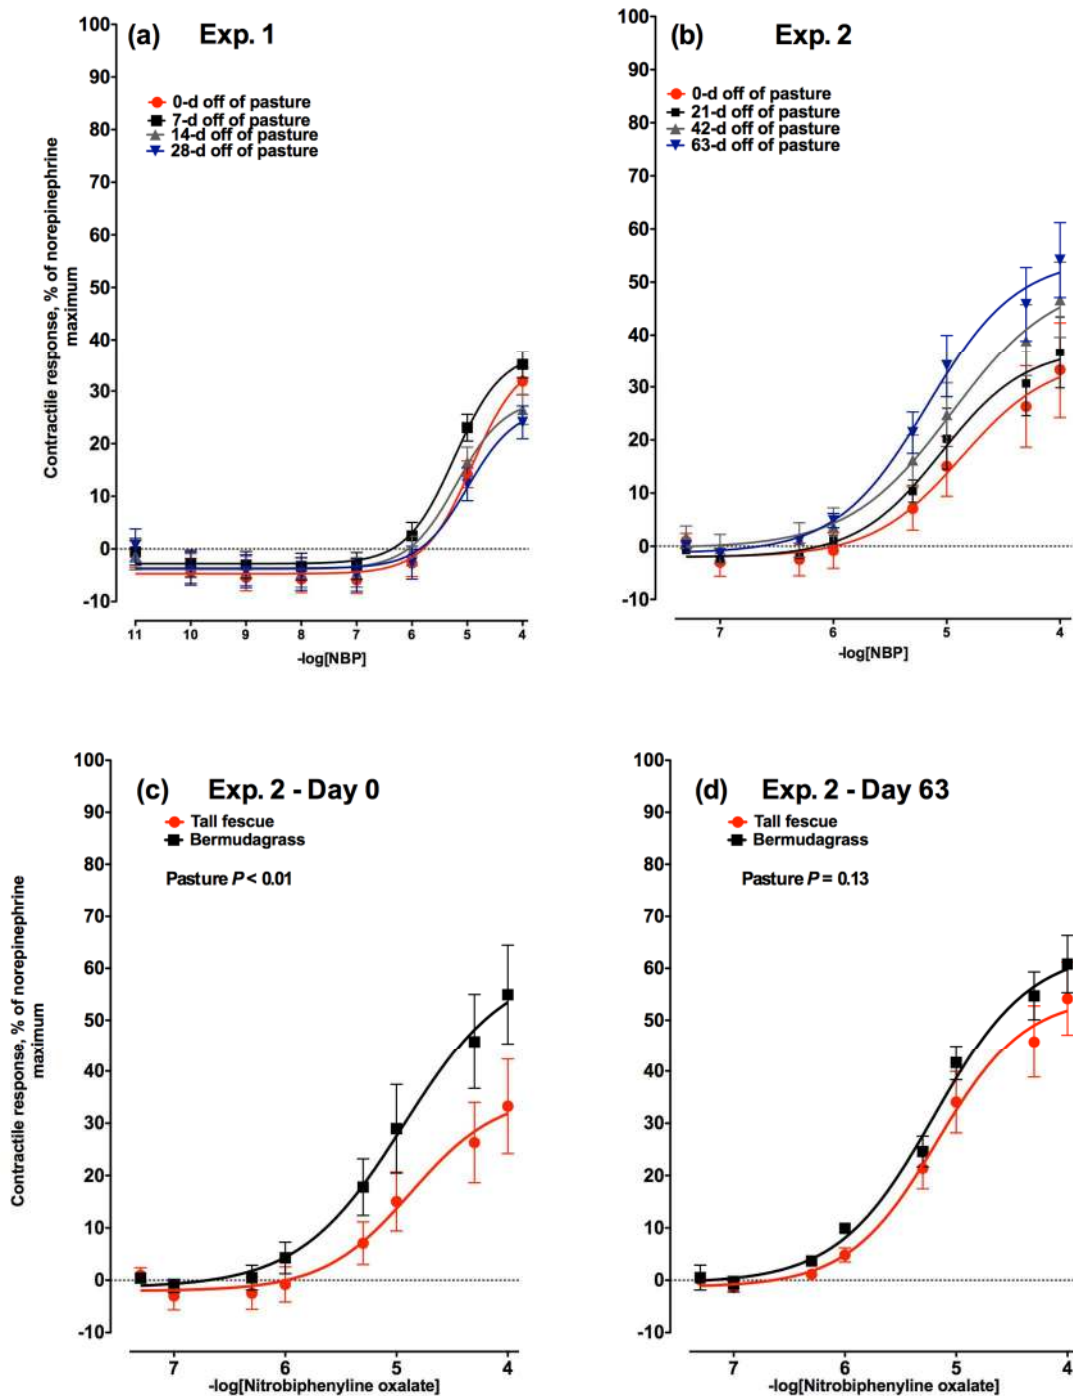 (a) Exp. 1
0-d off of pasture
7-d off of pasture
14-d off of pasture
28-d off of pasture
100
90
80
70
60
50
40
30
20
10
0
-10
Contractile response, % of norepinephrine
maximum
11 10 9 8 7 6 5 4
-log[NBP]
(b) Exp. 2
0-d off of pasture
21-d off of pasture
42-d off of pasture
63-d off of pasture
100
90
80
70
60
50
40
30
20
10
0
-10
7 6 5 4
-log[NBP]
(c) Exp. 2 - Day 0
Tall fescue
Bermudagrass
Pasture P < 0.01
100
90
80
70
60
50
40
30
20
10
0
-10
Contractile response, % of norepinephrine
maximum
7 6 5 4
-log[Nitrobiphenyline oxalate]
(d) Exp. 2 - Day 63
Tall fescue
Bermudagrass
Pasture P = 0.13
100
90
80
70
60
50
40
30
20
10
0
-10
7 6 5 4
-log[Nitrobiphenyline oxalate]